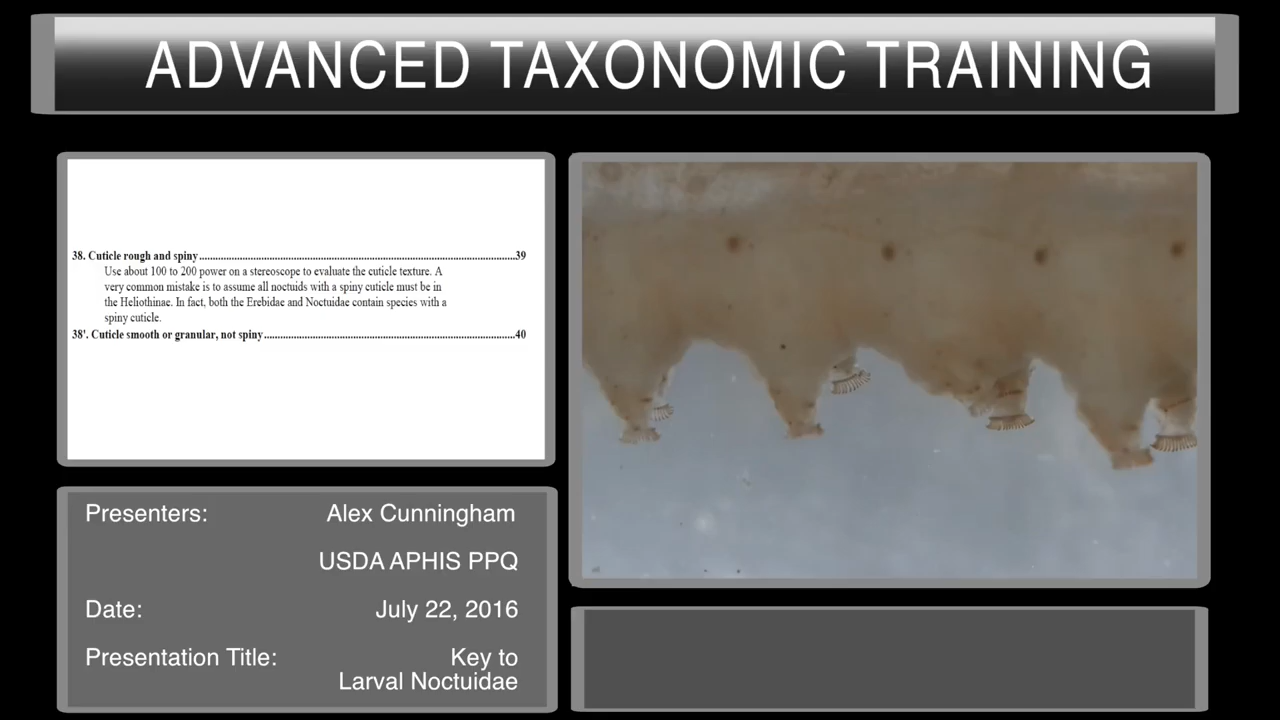 ADVANCED TAXONOMIC TRAINING
38. Cuticle rough and spiny.....39
Use about 100 to 200 power on a stereoscope to evaluate the cuticle texture. A
very common mistake is to assume all noctuids with a spiny cuticle must be in
the Heliothinae. In fact, both the Erebidae and Noctuidae contain species with a
spiny cuticle.
38'. Cuticle smooth or granular, not spiny.....40
Presenters: Alex Cunningham
USDA APHIS PPQ
Date: July 22, 2016
Presentation Title: Key to
Larval Noctuidae